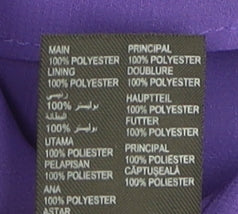 MAIN
100% POLYESTER
LINING
100% POLYESTER
رئيسي
100% بوليستر
البطانة
100% بوليستر
UTAMA
100% POLIESTER
PELAPISAN
100% POLIESTER
ANA
100% POLYESTER
ASTAR
PRINCIPAL
100% POLYESTER
DOUBLURE
100% POLYESTER
HAUPTTEIL
100% POLYESTER
FUTTER
100% POLYESTER
PRINCIPAL
100% POLIESTER
CĂPTUŞEALĂ
100% POLIESTER